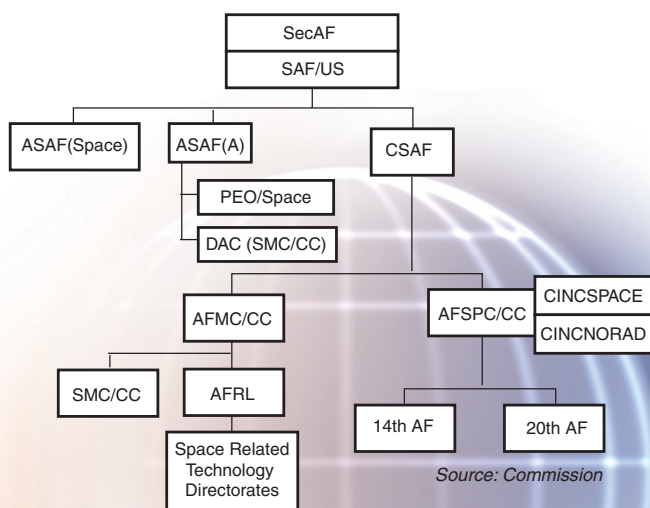 SecAF
SAF/US
ASAF(Space)
ASAF(A)
CSAF
PEO/Space
DAC (SMC/CC)
AFMC/CC
AFSPC/CC
CINCSPACE
CINCNORAD
SMC/CC
AFRL
14th AF
20th AF
Space Related
Technology
Directorates
Source: Commission